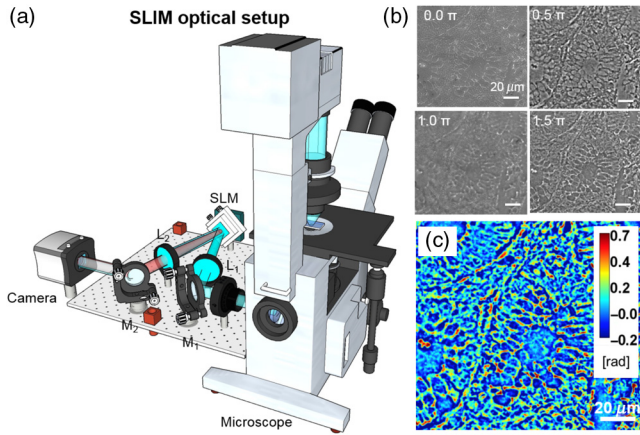 (a)
SLIM optical setup
SLM
L₂
L₁
Camera
M₂
M₁
Microscope
(b)
0.0 π
20 μm
0.5 π
1.0 π
1.5 π
(c)
0.7
0.4
0.0
–0.0
–0.2
[rad]
20 μm